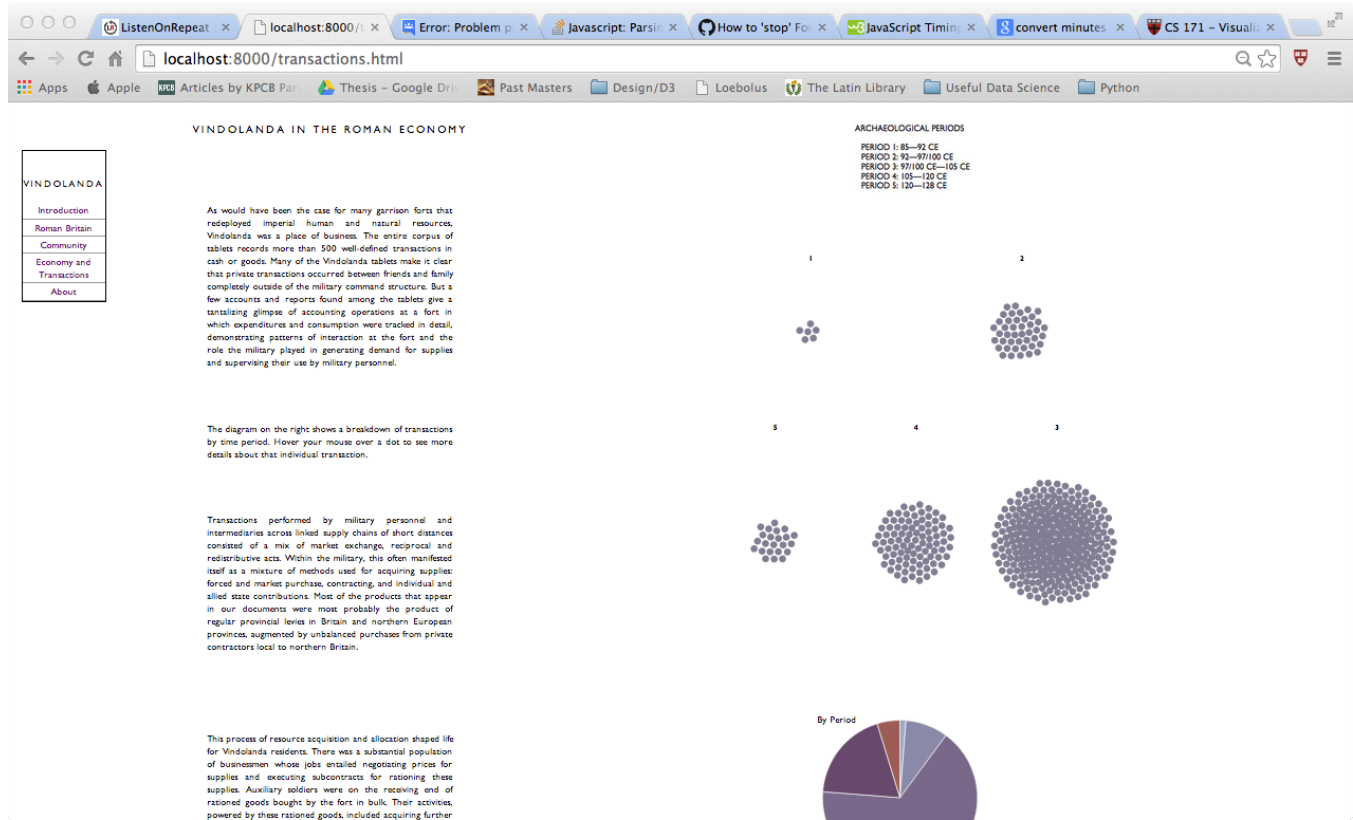 ListenOnRepeat
localhost:8000/t
Error: Problem p
Javascript: Parsin
How to 'stop' Fo
JavaScript Timing
convert minutes
CS 171 – Visualiz
localhost:8000/transactions.html
Apps
Apple
KPCB
Articles by KPCB Par
Thesis – Google Driv
Past Masters
Design/D3
Loebolus
The Latin Library
Useful Data Science
Python
VINDOLANDA IN THE ROMAN ECONOMY
VINDOLANDA
Introduction
Roman Britain
Community
Economy and
Transactions
About
As would have been the case for many garrison forts that
redeployed imperial human and natural resources,
Vindolanda was a place of business. The entire corpus of
tablets records more than 500 well-defined transactions in
cash or goods. Many of the Vindolanda tablets make it clear
that private transactions occurred between friends and family
completely outside of the military command structure. But a
few accounts and reports found among the tablets give a
tantalizing glimpse of accounting operations at a fort in
which expenditures and consumption were tracked in detail,
demonstrating patterns of interaction at the fort and the
role the military played in generating demand for supplies
and supervising their use by military personnel.
The diagram on the right shows a breakdown of transactions
by time period. Hover your mouse over a dot to see more
details about that individual transaction.
Transactions performed by military personnel and
intermediaries across linked supply chains of short distances
consisted of a mix of market exchange, reciprocal and
redistributive acts. Within the military, this often manifested
itself as a mixture of methods used for acquiring supplies:
forced and market purchase, contracting, and individual and
allied state contributions. Most of the products that appear
in our documents were most probably the product of
regular provincial levies in Britain and northern European
provinces, augmented by unbalanced purchases from private
contractors local to northern Britain.
This process of resource acquisition and allocation shaped life
for Vindolanda residents. There was a substantial population
of businessmen whose jobs entailed negotiating prices for
supplies and executing subcontracts for rationing these
supplies. Auxiliary soldiers were on the receiving end of
rationed goods bought by the fort in bulk. Their activities,
powered by these rationed goods, included acquiring further
ARCHAEOLOGICAL PERIODS
PERIOD 1: 85—92 CE
PERIOD 2: 92—97/100 CE
PERIOD 3: 97/100 CE—105 CE
PERIOD 4: 105—120 CE
PERIOD 5: 120—128 CE
1
2
5
4
3
By Period